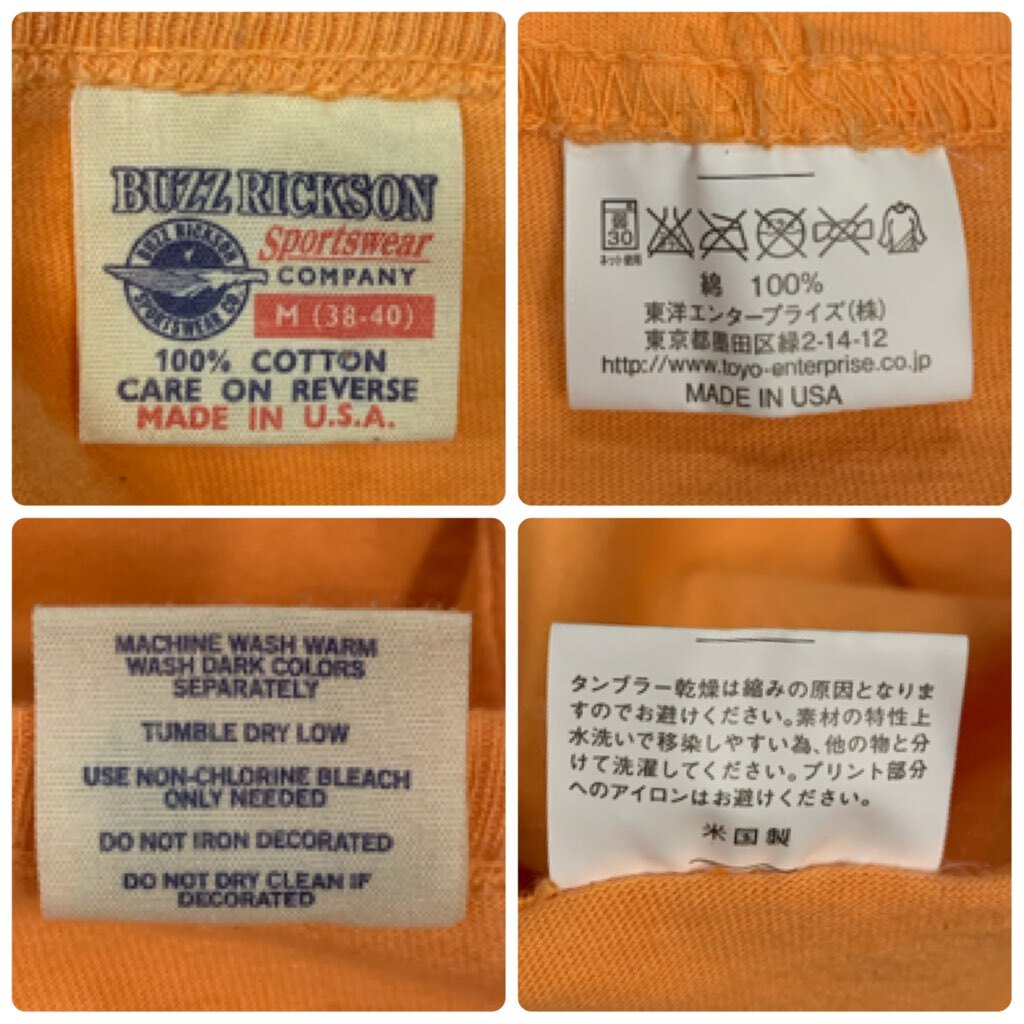 BUZZ RICKSON
Sportswear
COMPANY
BUZZ RICKSON
SPORTSWEAR CO.
M (38-40)
100% COTTON
CARE ON REVERSE
MADE IN U.S.A.
30
ネット使用
綿 100%
東洋エンタープライズ(株)
東京都墨田区緑2-14-12
http://www.toyo-enterprise.co.jp
MADE IN USA
MACHINE WASH WARM
WASH DARK COLORS
SEPARATELY
TUMBLE DRY LOW
USE NON-CHLORINE BLEACH
ONLY NEEDED
DO NOT IRON DECORATED
DO NOT DRY CLEAN IF
DECORATED
タンブラー乾燥は縮みの原因となりま
すのでお避けください。素材の特性上
水洗いで移染しやすい為、他の物と分
けて洗濯してください。プリント部分
へのアイロンはお避けください。
米国製